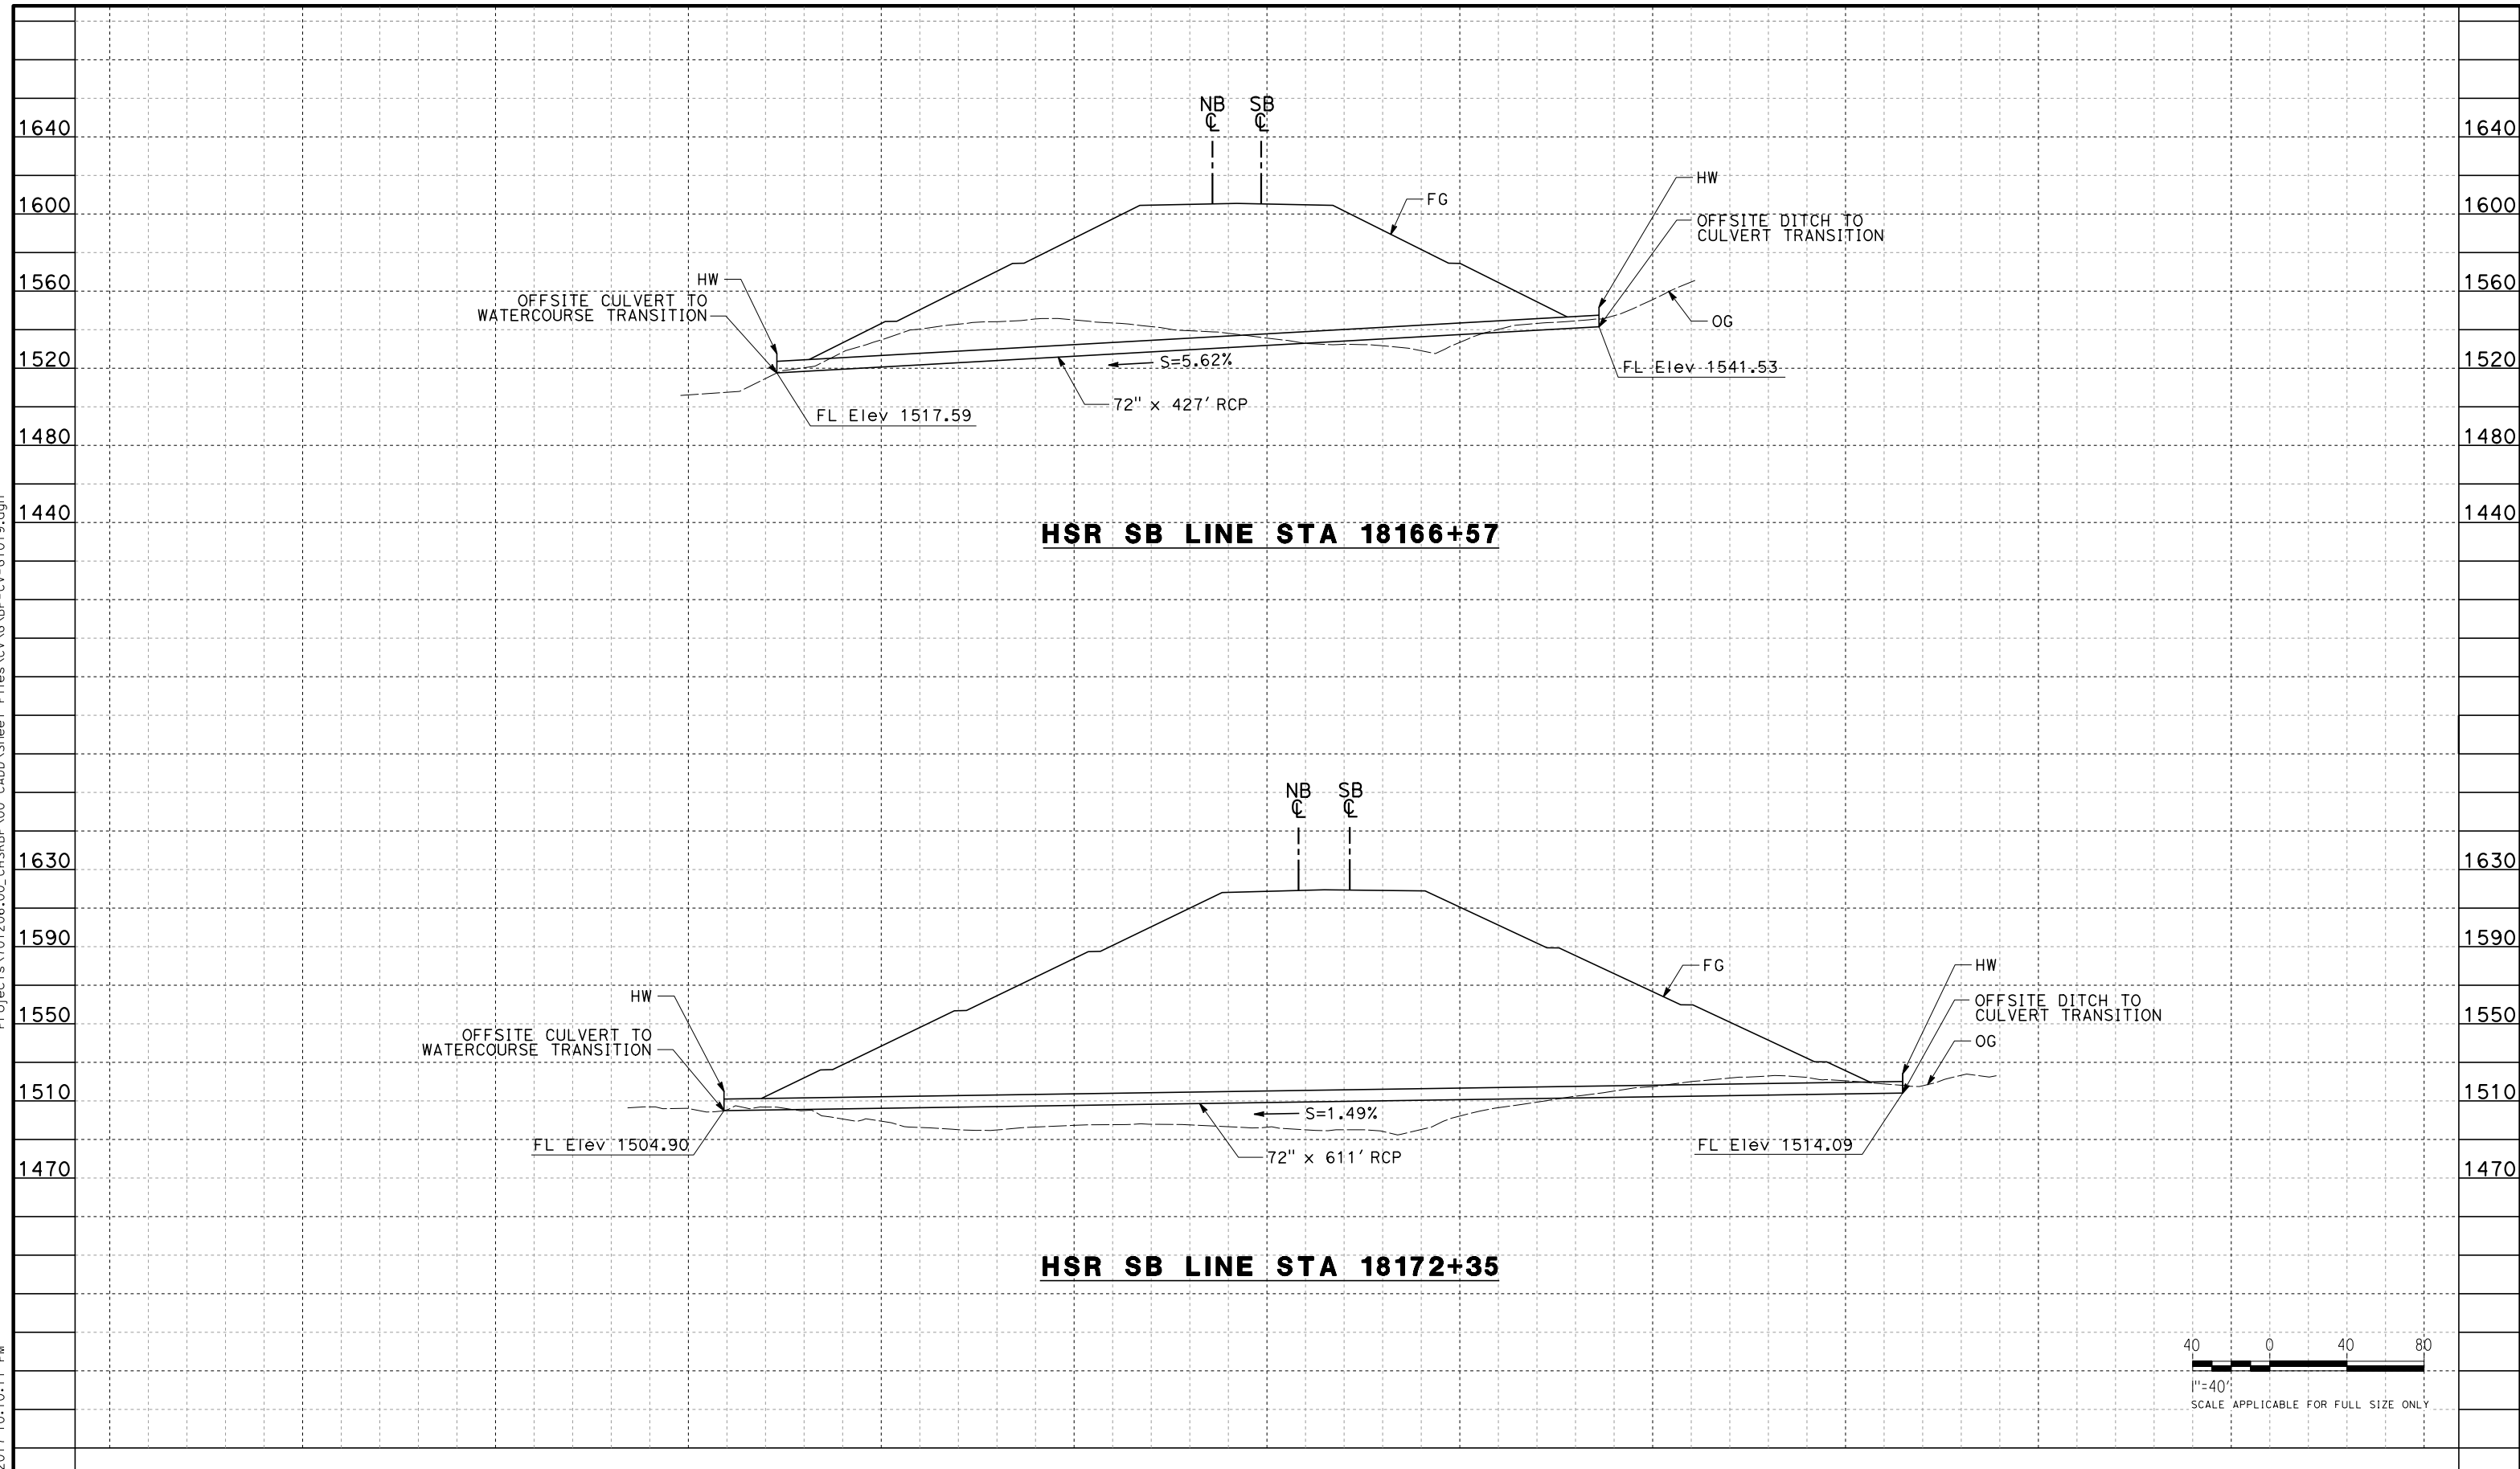 NB SB
℄ ℄
1640 1640
HW
1600 1600
FG
OFFSITE DITCH TO
CULVERT TRANSITION
HW
1560 1560
OFFSITE CULVERT TO
WATERCOURSE TRANSITION
OG
1520 1520
S=5.62%
FL Elev 1541.53
72" x 427' RCP
FL Elev 1517.59
1480 1480
1440 1440
HSR SB LINE STA 18166+57
NB SB
℄ ℄
1630 1630
1590 1590
FG
HW
HW
OFFSITE DITCH TO
CULVERT TRANSITION
1550 1550
OFFSITE CULVERT TO
WATERCOURSE TRANSITION
OG
1510 1510
S=1.49%
FL Elev 1504.90
FL Elev 1514.09
72" x 611' RCP
1470 1470
HSR SB LINE STA 18172+35
40 0 40 80
1"=40'
SCALE APPLICABLE FOR FULL SIZE ONLY